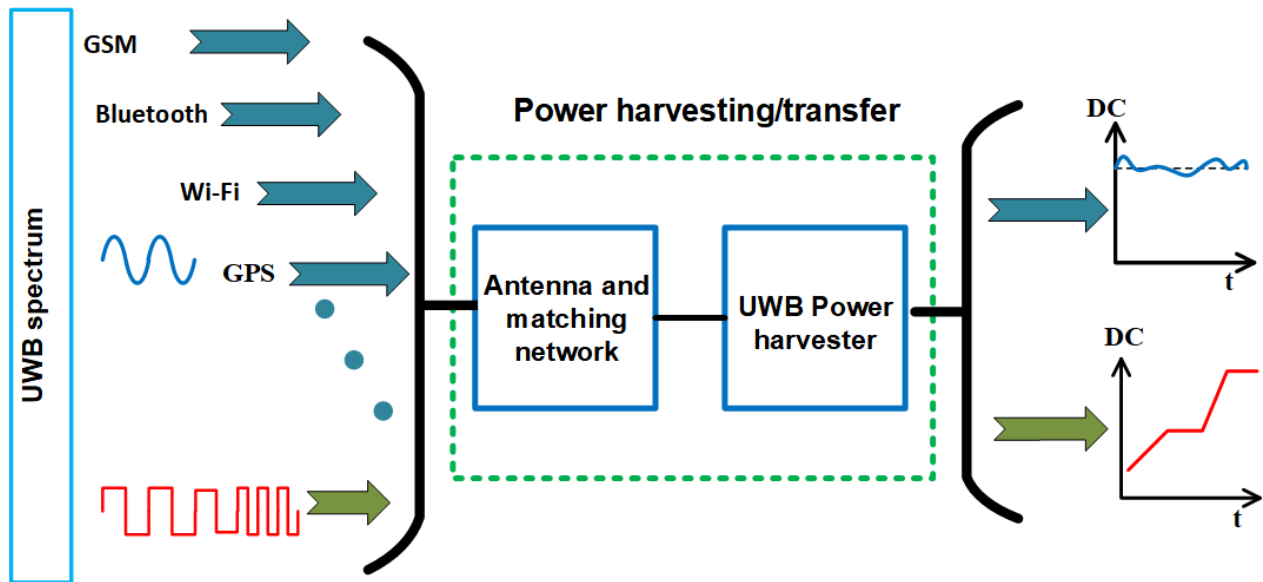 UWB spectrum
GSM
Bluetooth
Wi-Fi
GPS
Power harvesting/transfer
Antenna and
matching
network
UWB Power
harvester
DC
t
DC
t